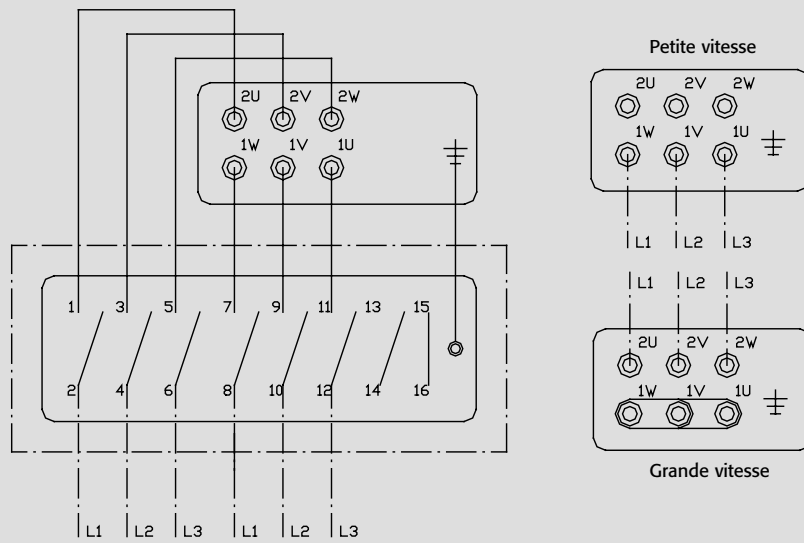 Petite vitesse
2U 2V 2W
1W 1V 1U
2U 2V 2W
1W 1V 1U
L1 L2 L3
L1 L2 L3
1 3 5 7 9 11 13 15
2 4 6 8 10 12 14 16
2U 2V 2W
1W 1V 1U
Grande vitesse
L1 L2 L3 L1 L2 L3